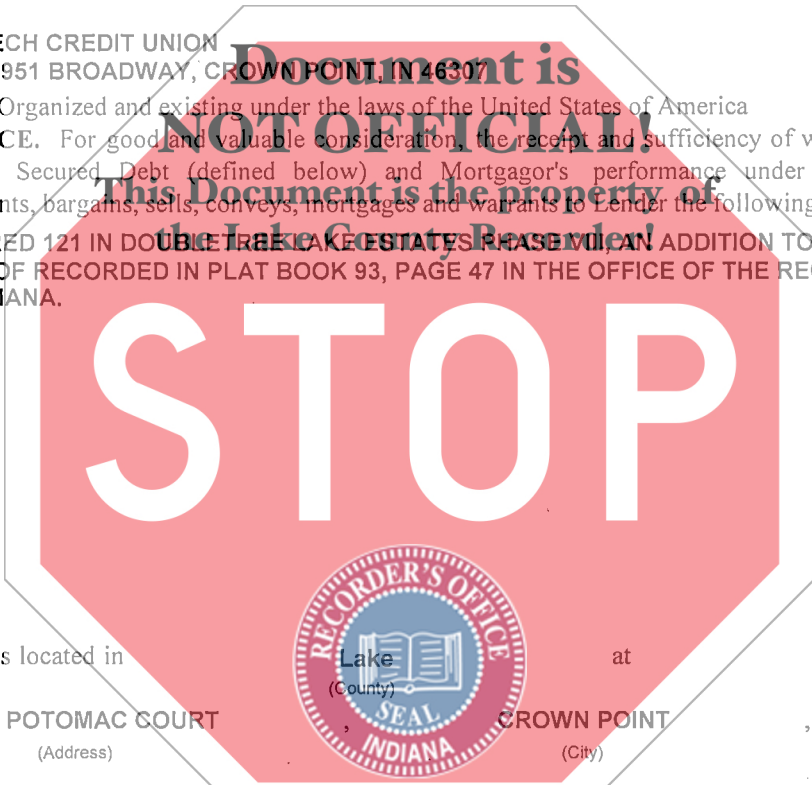 ECH CREDIT UNION
951 BROADWAY, CROWN POINT, IN 46307
Document is
Organized and existing under the laws of the United States of America
NOT OFFICIAL!
CE. For good and valuable consideration, the receipt and sufficiency of w
Secured Debt (defined below) and Mortgagor's performance under
This Document is the property of
nts, bargains, sells, conveys, mortgages and warrants to Lender the following
the Lake County Recorder!
ED 121 IN DOUBLETREE LAKE ESTATES PHASE VIII, AN ADDITION TO
OF RECORDED IN PLAT BOOK 93, PAGE 47 IN THE OFFICE OF THE RE
IANA.
STOP
RECORDER'S OFFICE
s located in Lake at
(County)
POTOMAC COURT , CROWN POINT ,
SEAL
INDIANA
(Address) (City)